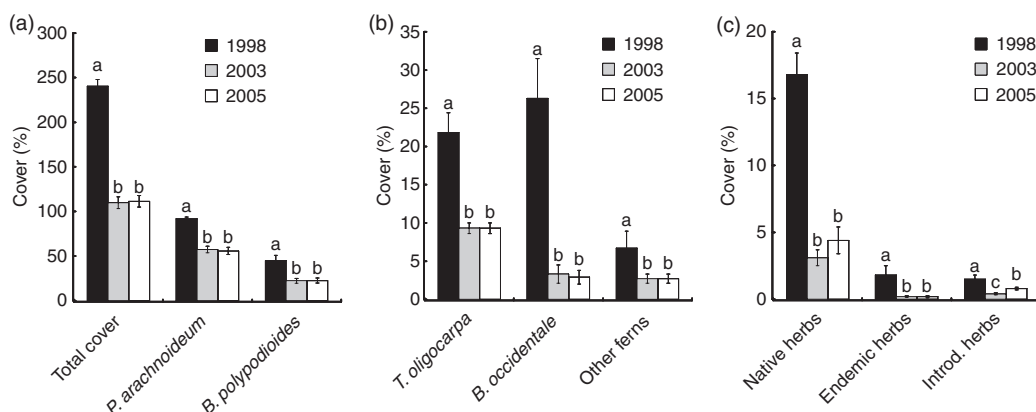 (a)
300
250
200
150
100
50
0
Cover (%)
1998
2003
2005
a
b b
a
b b
a
b b
Total cover
P. arachnoideum
B. polypodioides
(b)
35
30
25
20
15
10
5
0
Cover (%)
1998
2003
2005
a
b b
a
b b
a
b b
T. oligocarpa
B. occidentale
Other ferns
(c)
20
15
10
5
0
Cover (%)
1998
2003
2005
a
b
b
a
b b
a
c b
Native herbs
Endemic herbs
Introd. herbs